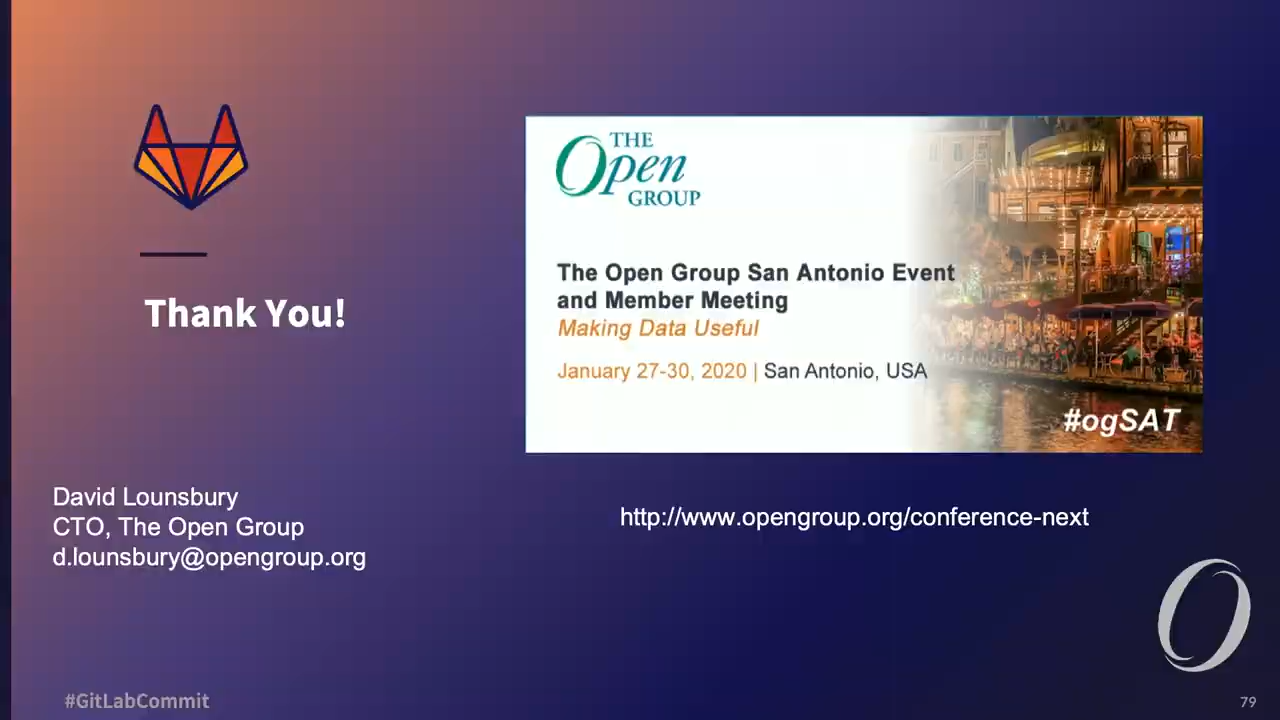 Thank You!
THE
Open
GROUP
The Open Group San Antonio Event
and Member Meeting
Making Data Useful
January 27-30, 2020 | San Antonio, USA
#ogSAT
David Lounsbury
CTO, The Open Group
d.lounsbury@opengroup.org
http://www.opengroup.org/conference-next
#GitLabCommit
79